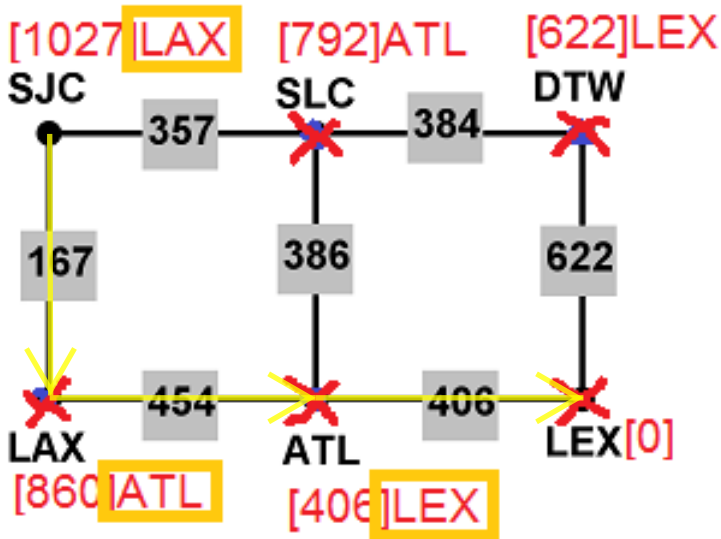 [1027]LAX [792]ATL [622]LEX
SJC SLC DTW
357 384
167 386 622
454 406
LAX ATL LEX[0]
[860]ATL [406]LEX